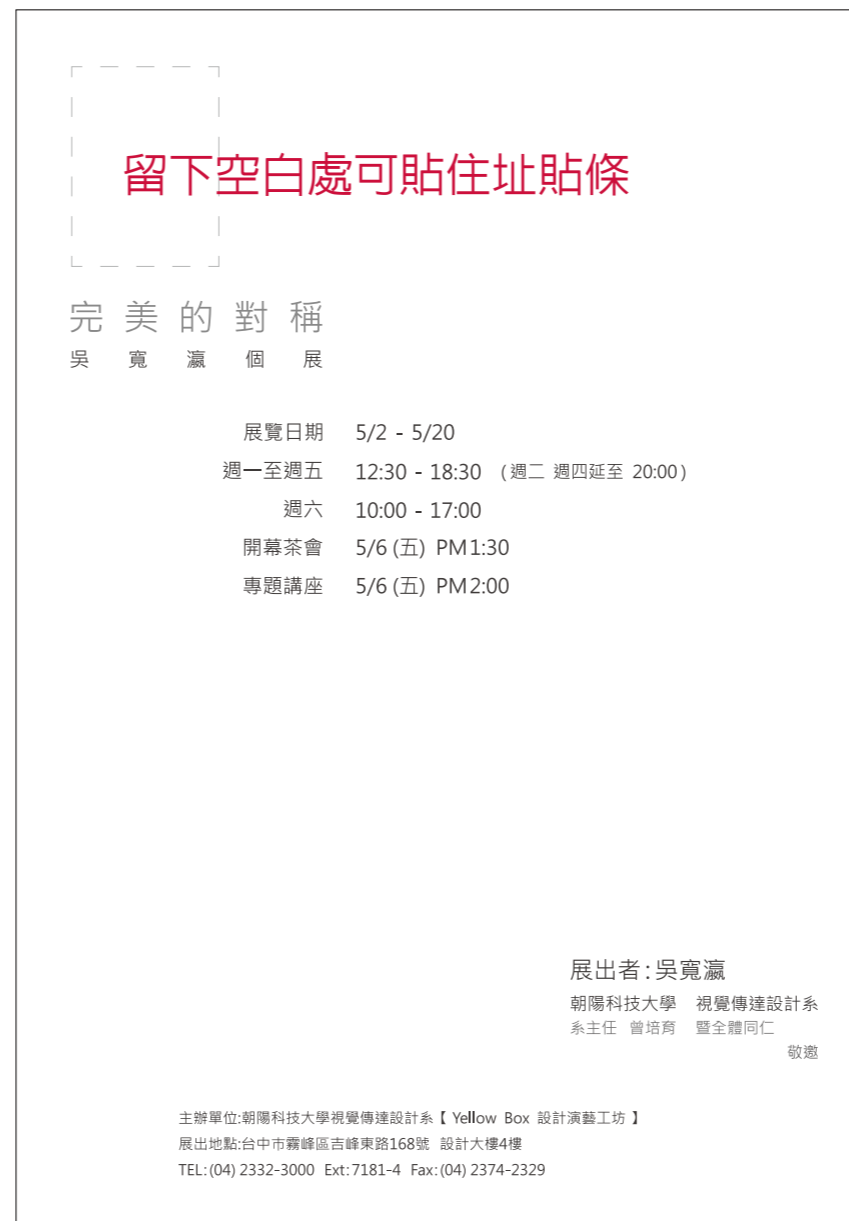 留下空白處可貼住址貼條
完美的對稱
吳寬瀛個展
展覽日期 5/2 - 5/20
週一至週五 12:30 - 18:30 (週二 週四延至 20:00)
週六 10:00 - 17:00
開幕茶會 5/6 (五) PM1:30
專題講座 5/6 (五) PM2:00
展出者:吳寬瀛
朝陽科技大學 視覺傳達設計系
系主任 曾培育 暨全體同仁
敬邀
主辦單位:朝陽科技大學視覺傳達設計系【 Yellow Box 設計演藝工坊 】
展出地點:台中市霧峰區吉峰東路168號 設計大樓4樓
TEL:(04) 2332-3000 Ext:7181-4 Fax:(04) 2374-2329